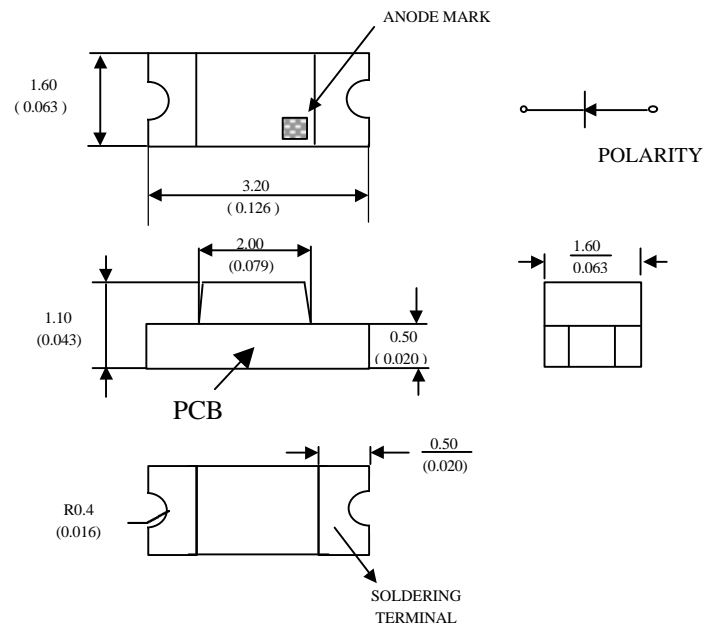 ANODE MARK
1.60
( 0.063 )
POLARITY
3.20
( 0.126 )
2.00
(0.079)
1.60
0.063
1.10
(0.043)
0.50
( 0.020 )
PCB
0.50
(0.020)
R0.4
(0.016)
SOLDERING
TERMINAL